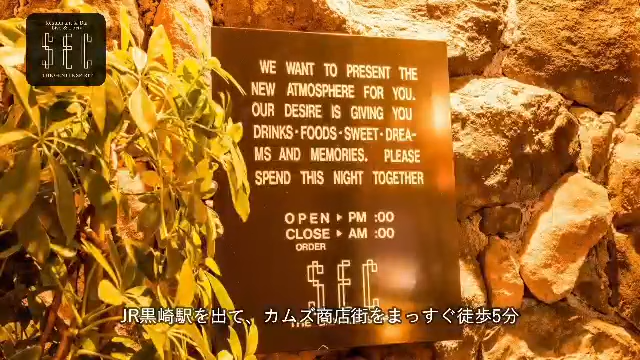 SEC
WE WANT TO PRESENT THE
NEW ATMOSPHERE FOR YOU.
OUR DESIRE IS GIVING YOU
DRINKS·FOODS·SWEET·DREA-
MS AND MEMORIES. PLEASE
SPEND THIS NIGHT TOGETHER
OPEN ▸ PM :00
CLOSE ▸ AM :00
ORDER
SEC
JR黒崎駅を出て、カムズ商店街をまっすぐ徒歩5分